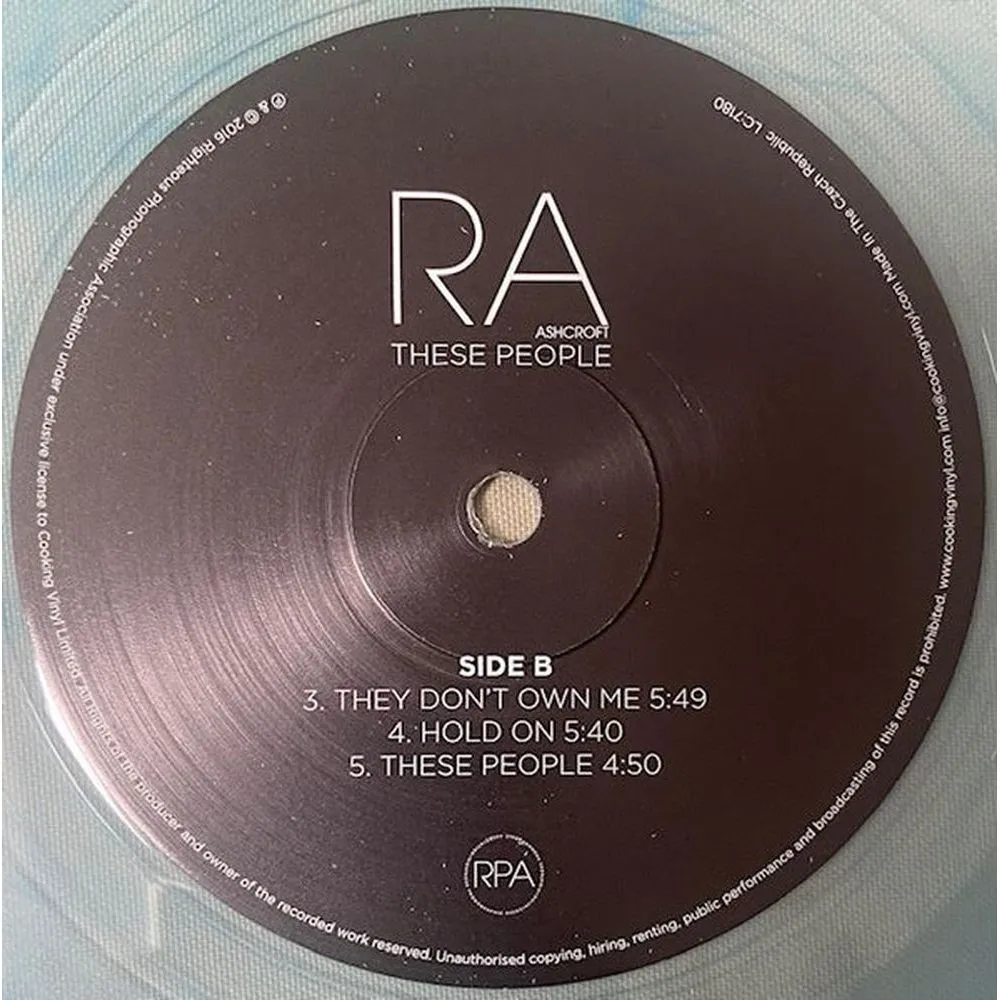 RA
ASHCROFT
THESE PEOPLE
SIDE B
3. THEY DON'T OWN ME 5:49
4. HOLD ON 5:40
5. THESE PEOPLE 4:50
RPA
℗ & © 2016 Righteous Phonographic Association under exclusive license to Cooking Vinyl Limited. All Rights of the producer and owner of the recorded work reserved. Unauthorised copying, hiring, renting, public performance and broadcasting of this record is prohibited. www.cookingvinyl.com info@cookingvinyl.com Made In The Czech Republic LC:7180